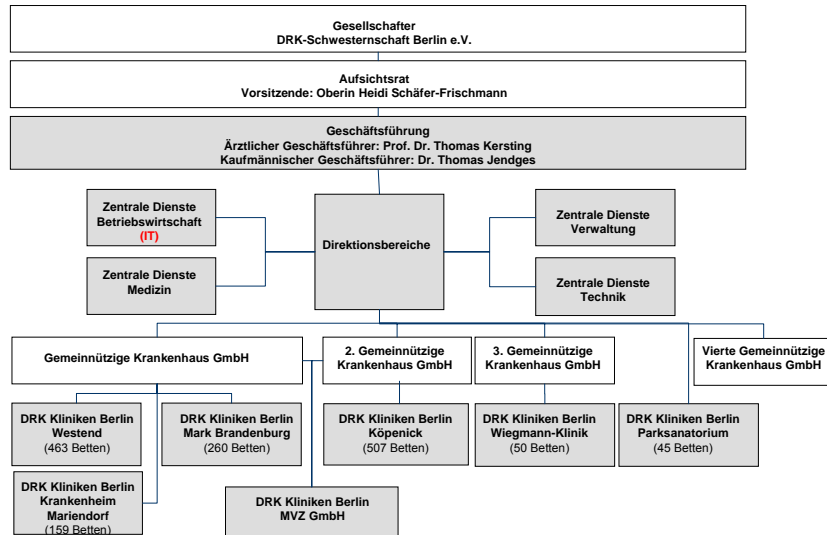 Gesellschafter
DRK-Schwesternschaft Berlin e.V.
Aufsichtsrat
Vorsitzende: Oberin Heidi Schäfer-Frischmann
Geschäftsführung
Ärztlicher Geschäftsführer: Prof. Dr. Thomas Kersting
Kaufmännischer Geschäftsführer: Dr. Thomas Jendges
Zentrale Dienste
Betriebswirtschaft
(IT)
Zentrale Dienste
Medizin
Direktionsbereiche
Zentrale Dienste
Verwaltung
Zentrale Dienste
Technik
Gemeinnützige Krankenhaus GmbH
2. Gemeinnützige
Krankenhaus GmbH
3. Gemeinnützige
Krankenhaus GmbH
Vierte Gemeinnützige
Krankenhaus GmbH
DRK Kliniken Berlin
Westend
(463 Betten)
DRK Kliniken Berlin
Mark Brandenburg
(260 Betten)
DRK Kliniken Berlin
Köpenick
(507 Betten)
DRK Kliniken Berlin
Wiegmann-Klinik
(50 Betten)
DRK Kliniken Berlin
Parksanatorium
(45 Betten)
DRK Kliniken Berlin
Krankenheim
Mariendorf
(159 Betten)
DRK Kliniken Berlin
MVZ GmbH